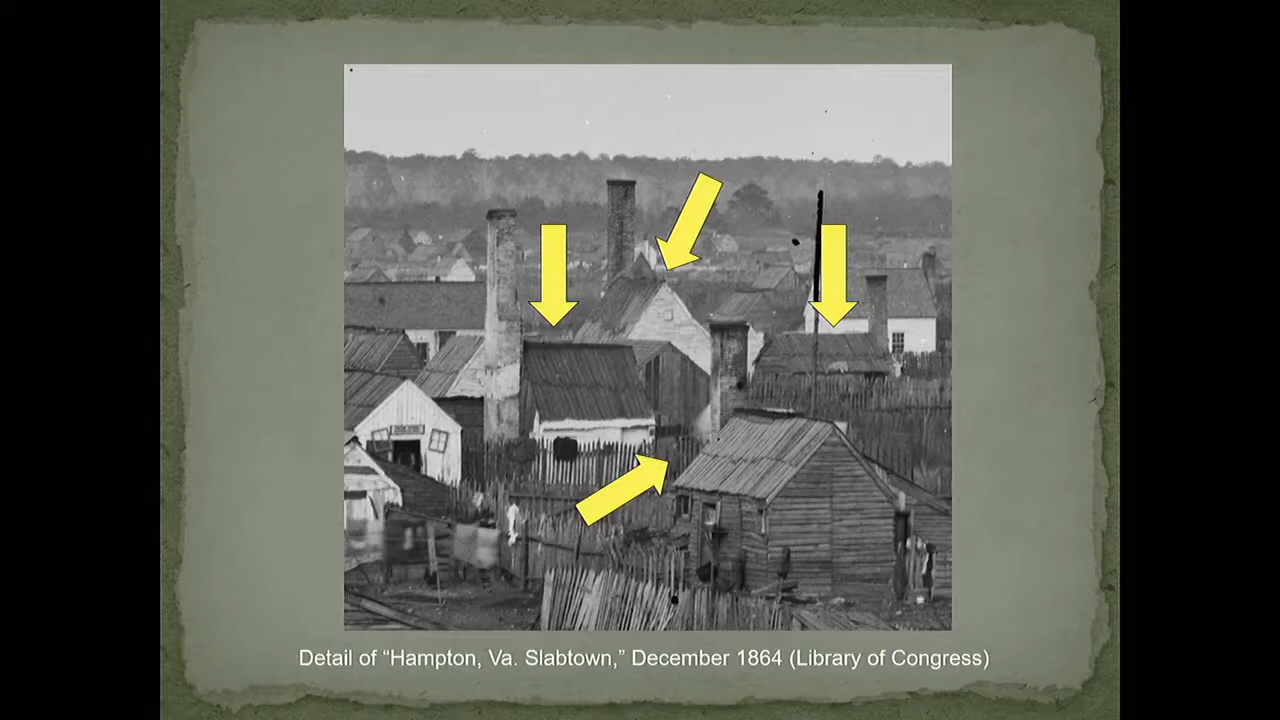 Detail of “Hampton, Va. Slabtown,” December 1864 (Library of Congress)